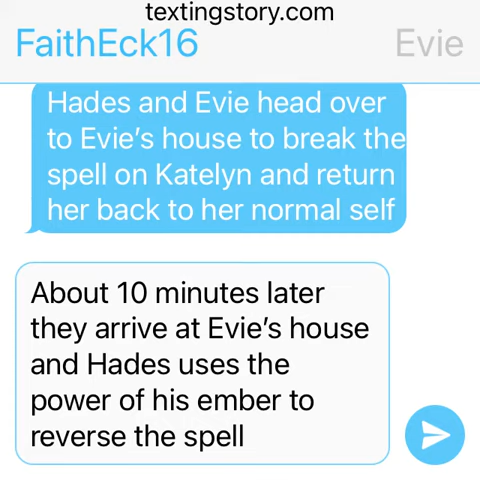 textingstory.com
FaithEck16
Evie
Hades and Evie head over
to Evie's house to break the
spell on Katelyn and return
her back to her normal self
About 10 minutes later
they arrive at Evie's house
and Hades uses the
power of his ember to
reverse the spell